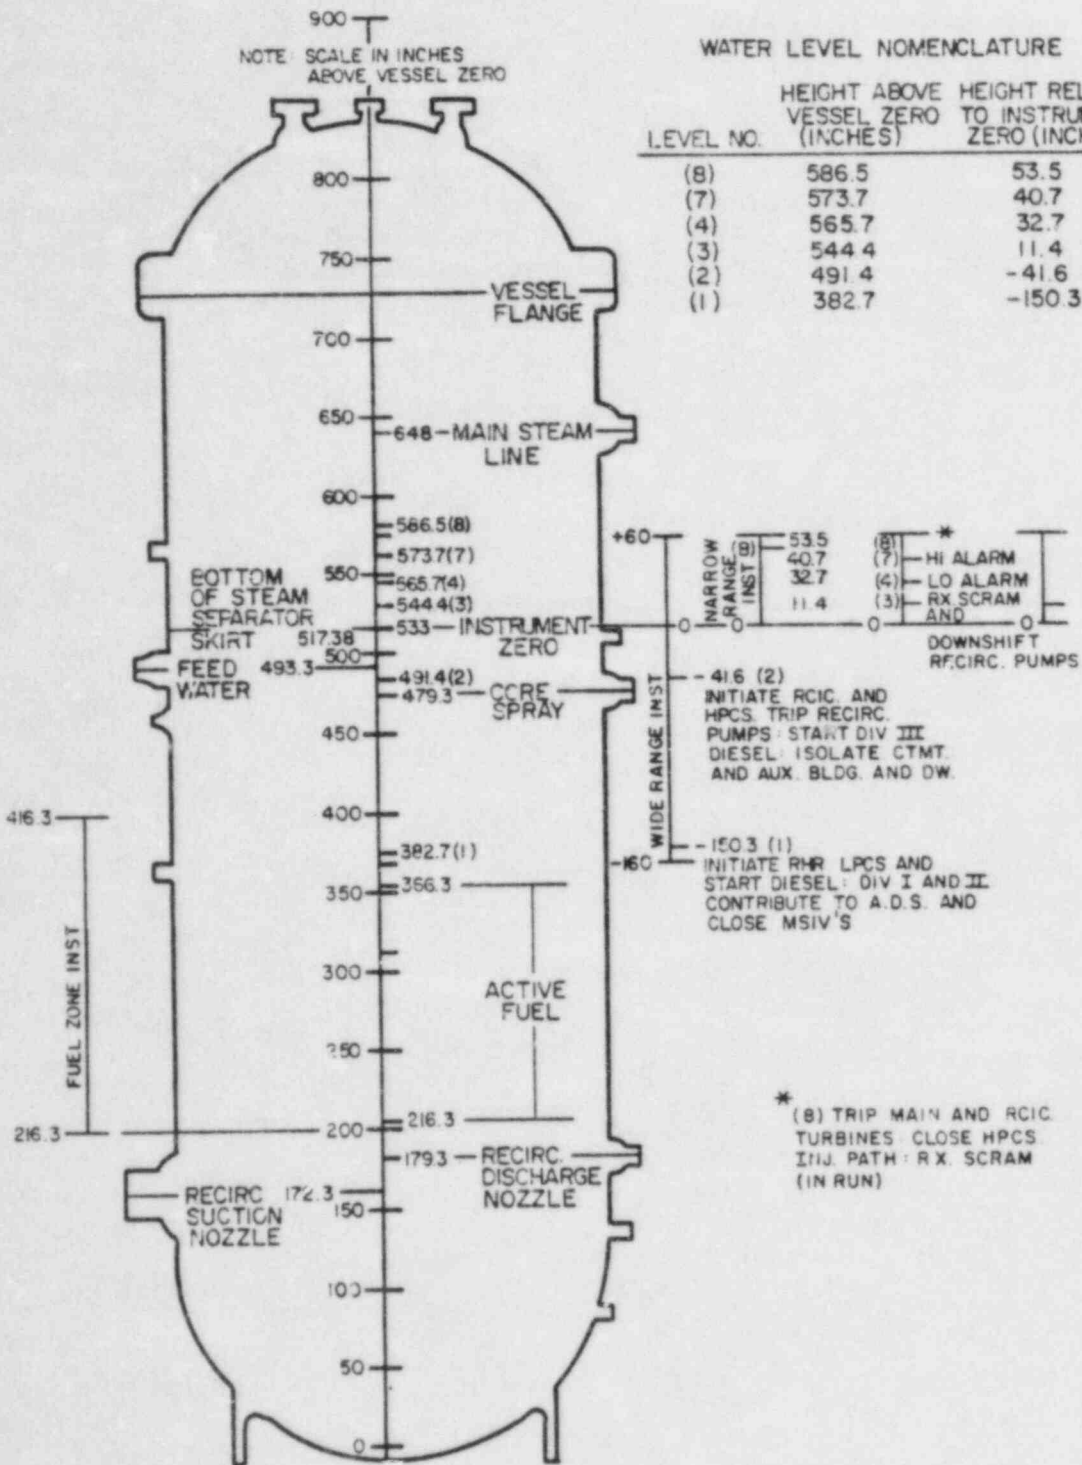 900
NOTE: SCALE IN INCHES
ABOVE VESSEL ZERO
WATER LEVEL NOMENCLATURE
LEVEL NO.
HEIGHT ABOVE
VESSEL ZERO
(INCHES)
HEIGHT REL
TO INSTRU
ZERO (INCH
(8) 586.5 53.5
(7) 573.7 40.7
(4) 565.7 32.7
(3) 544.4 11.4
(2) 491.4 -41.6
(1) 382.7 -150.3
800
750
VESSEL
FLANGE
700
650
648 MAIN STEAM
LINE
600
586.5(8)
573.7(7)
550
565.7(4)
544.4(3)
533 INSTRUMENT
ZERO
BOTTOM
OF STEAM
SEPARATOR
SKIRT 517.38
500
FEED 493.3
WATER
491.4(2)
479.3 CORE
SPRAY
450
400
382.7(1)
366.3
350
300
ACTIVE
FUEL
250
216.3
200
179.3 RECIRC.
DISCHARGE
NOZZLE
RECIRC 172.3
SUCTION
NOZZLE
150
100
50
0
416.3
FUEL ZONE INST
216.3
+60
WIDE RANGE INST
-160
NARROW
RANGE
INST
(8)
53.5 (8) *
40.7 (7) HI ALARM
32.7 (4) LO ALARM
11.4 (3) RX SCRAM
AND
0 0 0 0
DOWNSHIFT
RECIRC. PUMPS
-41.6 (2)
INITIATE RCIC. AND
HPCS. TRIP RECIRC.
PUMPS: START DIV III
DIESEL: ISOLATE CTMT.
AND AUX. BLDG. AND DW.
-150.3 (1)
INITIATE RHR LPCS AND
START DIESEL: DIV I AND II
CONTRIBUTE TO A.D.S. AND
CLOSE MSIV'S
*
(8) TRIP MAIN AND RCIC
TURBINES: CLOSE HPCS
INJ. PATH: RX. SCRAM
(IN RUN)